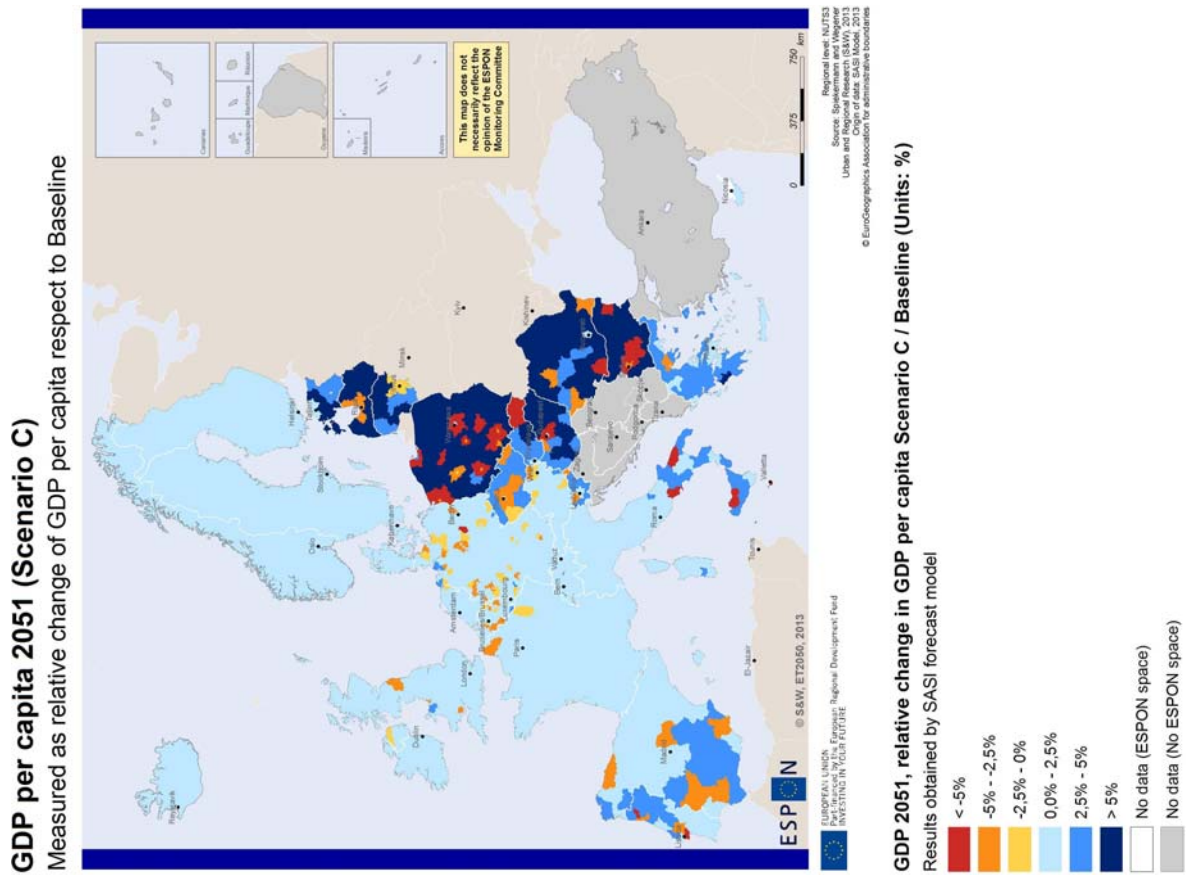 GDP per capita 2051 (Scenario C)
Measured as relative change of GDP per capita respect to Baseline
Canaries
Guadeloupe
Martinique
Réunion
Guyane
Madeira
Acores
This map does not
necessarily reflect the
opinion of the ESPON
Monitoring Committee
Reykjavik
Oslo
Stockholm
Helsinki
Minsk
Kyiv
Kishinev
Dublin
London
Amsterdam
Paris
Luxembourg
Bern
Vaduz
Roma
Sarajevo
Skopje
Ankara
Nicosia
Madrid
El-Jazair
Tounis
Valletta
© S&W, ET2050, 2013
0 375 750
km
ESPON
EUROPEAN UNION
Part-financed by the European Regional Development Fund
INVESTING IN YOUR FUTURE
Regional level: NUTS3
Source: Spiekermann and Wegener
Urban and Regional Research (S&W), 2013
Origin of data: SASI Model, 2013
© EuroGeographics Association for administrative boundaries
GDP 2051, relative change in GDP per capita Scenario C / Baseline (Units: %)
Results obtained by SASI forecast model
< -5%
-5% - -2,5%
-2,5% - 0%
0,0% - 2,5%
2,5% - 5%
> 5%
No data (ESPON space)
No data (No ESPON space)